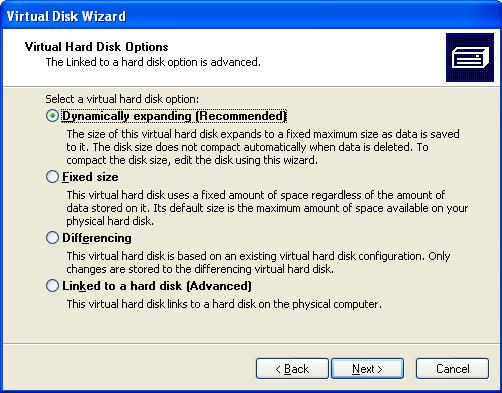 Virtual Disk Wizard
Virtual Hard Disk Options
The Linked to a hard disk option is advanced.
Select a virtual hard disk option:
Dynamically expanding (Recommended)
The size of this virtual hard disk expands to a fixed maximum size as data is saved
to it. The disk size does not compact automatically when data is deleted. To
compact the disk size, edit the disk using this wizard.
Fixed size
This virtual hard disk uses a fixed amount of space regardless of the amount of
data stored on it. Its default size is the maximum amount of space available on your
physical hard disk.
Differencing
This virtual hard disk is based on an existing virtual hard disk configuration. Only
changes are stored to the differencing virtual hard disk.
Linked to a hard disk (Advanced)
This virtual hard disk links to a hard disk on the physical computer.
< Back Next > Cancel